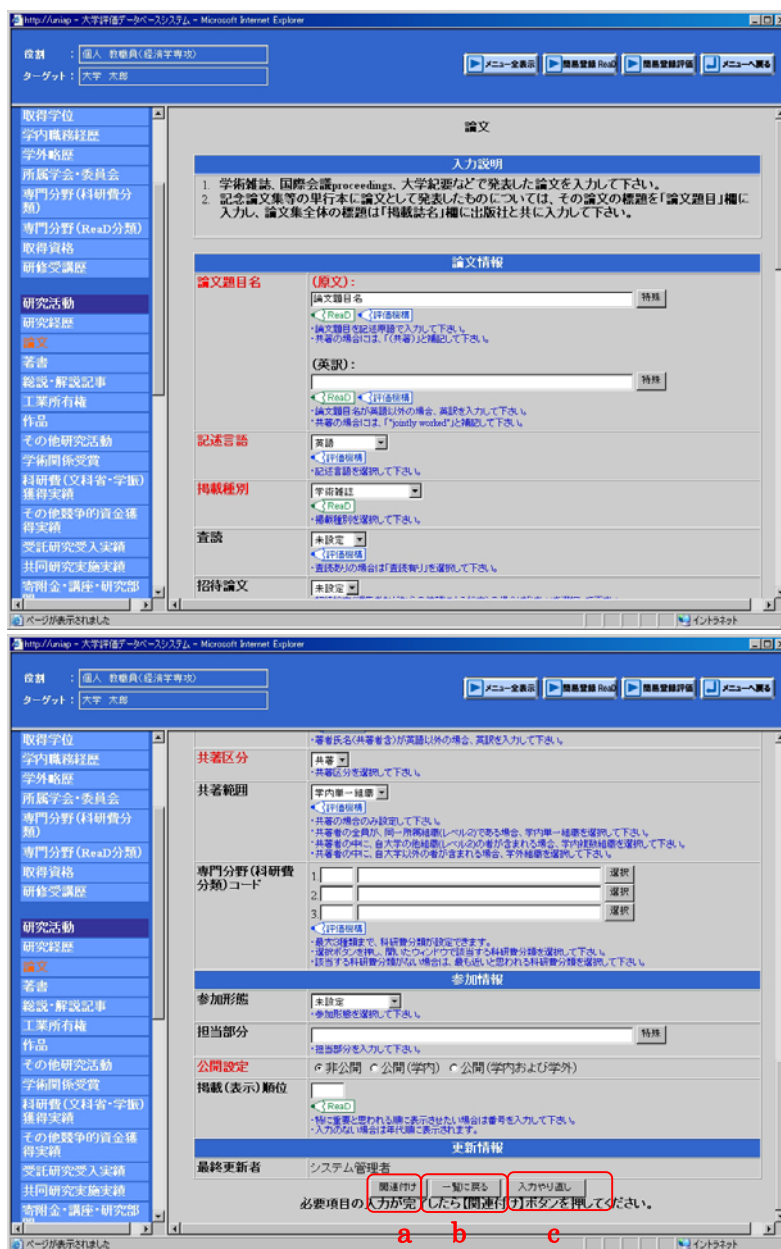 http://uniap - 大学評価データベースシステム - Microsoft Internet Explorer
役割 : 個人 教職員(経済学専攻)
ターゲット : 大学 太郎
メニュー全表示 簡易登録 ReaD 簡易登録評価 メニューへ戻る
取得学位
学内職務経歴
学外略歴
所属学会・委員会
専門分野(科研費分類)
専門分野(ReaD分類)
取得資格
研修受講歴
研究活動
研究経歴
論文
著書
総説・解説記事
工業所有権
作品
その他研究活動
学術関係受賞
科研費(文科省・学振)獲得実績
その他競争的資金獲得実績
受託研究受入実績
共同研究実施実績
寄附金・講座・研究部
論文
入力説明
1. 学術雑誌、国際会議proceedings、大学紀要などで発表した論文を入力して下さい。
2. 記念論文集等の単行本に論文として発表したものについては、その論文の標題を「論文題目」欄に
入力し、論文集全体の標題は「掲載誌名」欄に出版社と共に入力して下さい。
論文情報
論文題目名 (原文):
論文題目名 特殊
ReaD 評価機構
・論文題目を記述用語で入力して下さい。
・共著の場合には、「(共著)」と補記して下さい。
(英訳):
特殊
ReaD 評価機構
・論文題目名が英語以外の場合、英訳を入力して下さい。
・共著の場合には、「"jointly worked"」と補記して下さい。
記述言語 英語
評価機構
・記述言語を選択して下さい。
掲載種別 学術雑誌
ReaD
・掲載種別を選択して下さい。
査読 未設定
評価機構
・査読ありの場合は「査読有り」を選択して下さい。
招待論文 未設定
ページが表示されました イントラネット
http://uniap - 大学評価データベースシステム - Microsoft Internet Explorer
役割 : 個人 教職員(経済学専攻)
ターゲット : 大学 太郎
メニュー全表示 簡易登録 ReaD 簡易登録評価 メニューへ戻る
取得学位
学内職務経歴
学外略歴
所属学会・委員会
専門分野(科研費分類)
専門分野(ReaD分類)
取得資格
研修受講歴
研究活動
研究経歴
論文
著書
総説・解説記事
工業所有権
作品
その他研究活動
学術関係受賞
科研費(文科省・学振)獲得実績
その他競争的資金獲得実績
受託研究受入実績
共同研究実施実績
寄附金・講座・研究部
・著者氏名(共著者含)が英語以外の場合、英訳を入力して下さい。
共著区分 共著
・共著区分を選択して下さい。
共著範囲 学内単一組織
評価機構
・共著の場合のみ設定して下さい。
・共著者の全員が、同一所属組織(レベル2)である場合、学内単一組織を選択して下さい。
・共著者の中に、自大学の他組織(レベル2)の者が含まれる場合、学内複数組織を選択して下さい。
・共著者の中に、自大学以外の者が含まれる場合、学外組織を選択して下さい。
専門分野(科研費分類)コード
1. 選択
2. 選択
3. 選択
評価機構
・最大3種類まで、科研費分類が設定できます。
・選択ボタンを押し、開いたウィンドウで該当する科研費分類を選択して下さい。
・該当する科研費分類がない場合は、最も近いと思われる科研費分類を選択して下さい。
参加情報
参加形態 未設定
・参加形態を選択して下さい。
担当部分 特殊
・担当部分を入力して下さい。
公開設定 非公開 公開(学内) 公開(学内および学外)
掲載(表示)順位
ReaD
・特に重要と思われる順に表示させたい場合は番号を入力して下さい。
・入力のない場合は年代順に表示されます。
更新情報
最終更新者 システム管理者
関連付け 一覧に戻る 入力やり直し
必要項目の入力が完了したら【関連付け】ボタンを押してください。
a b c
ページが表示されました イントラネット